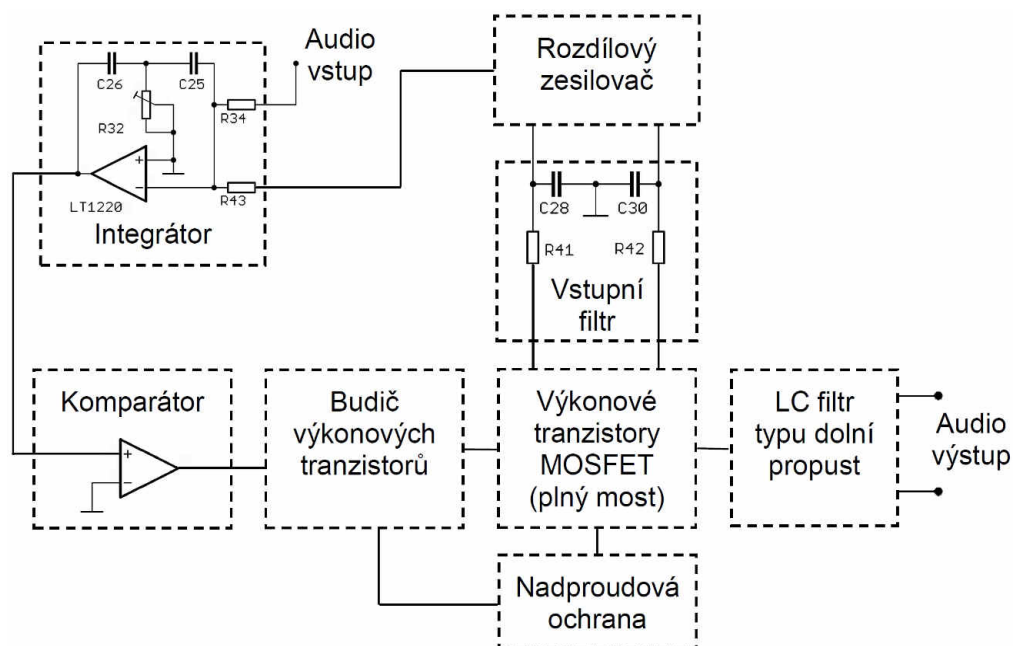 Audio
vstup
Rozdílový
zesilovač
C26
C25
R34
R32
+
−
LT1220
R43
Integrátor
C28
C30
R41
R42
Vstupní
filtr
Komparátor
+
−
Budič
výkonových
tranzistorů
Výkonové
tranzistory
MOSFET
(plný most)
LC filtr
typu dolní
propust
Audio
výstup
Nadproudová
ochrana